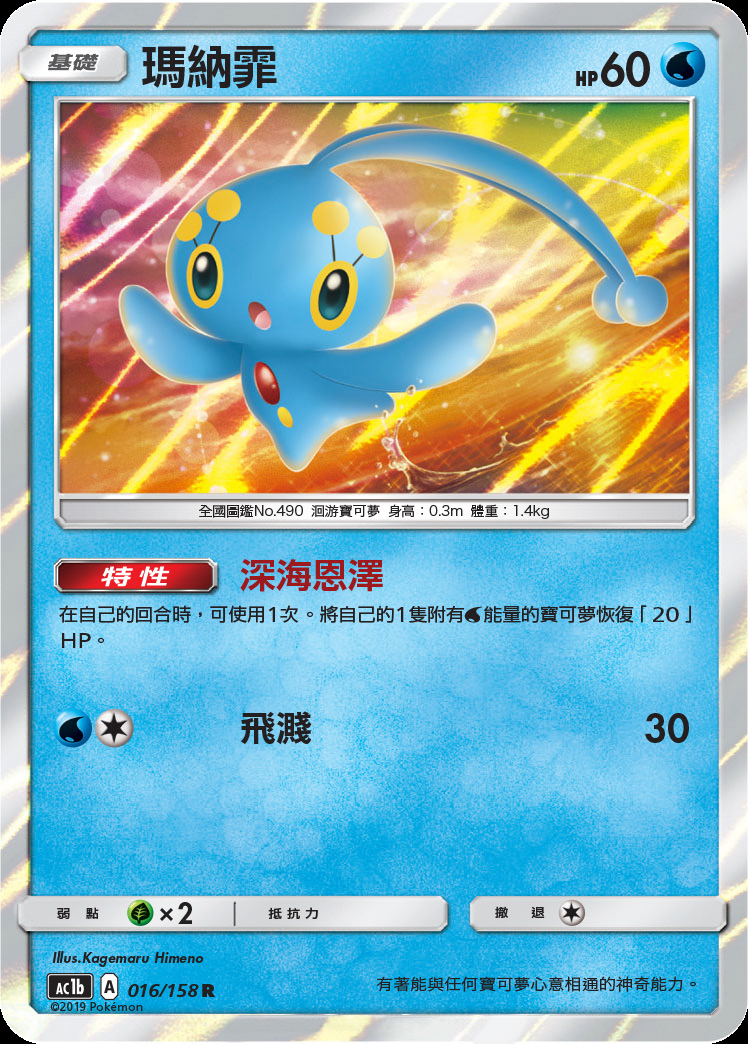 基礎 瑪納霏 HP60
全國圖鑑No.490 洄游寶可夢 身高：0.3m 體重：1.4kg
特性 深海恩澤
在自己的回合時，可使用1次。將自己的1隻附有能量的寶可夢恢復「20」
HP。
飛濺 30
弱點 ×2 抵抗力 撤退
Illus.Kagemaru Himeno
AC1b A 016/158 R 有著能與任何寶可夢心意相通的神奇能力。
©2019 Pokémon